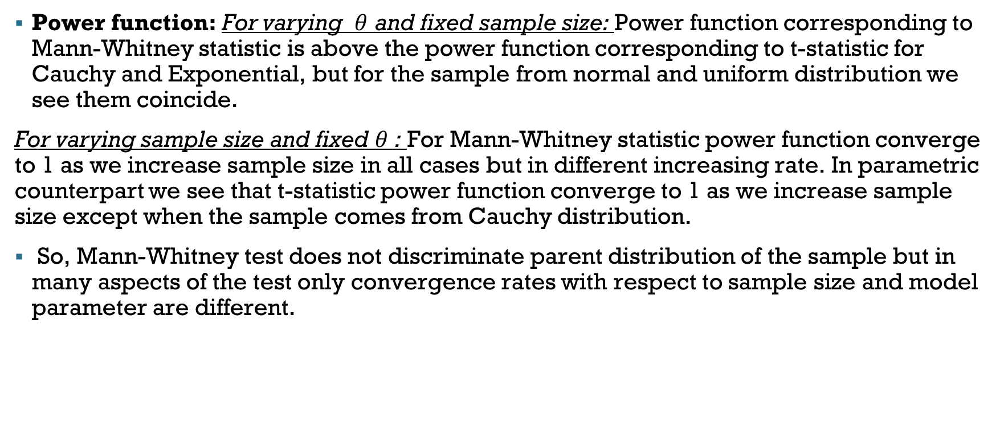 ▪ Power function: For varying θ and fixed sample size: Power function corresponding to
Mann-Whitney statistic is above the power function corresponding to t-statistic for
Cauchy and Exponential, but for the sample from normal and uniform distribution we
see them coincide.
For varying sample size and fixed θ : For Mann-Whitney statistic power function converge
to 1 as we increase sample size in all cases but in different increasing rate. In parametric
counterpart we see that t-statistic power function converge to 1 as we increase sample
size except when the sample comes from Cauchy distribution.
▪ So, Mann-Whitney test does not discriminate parent distribution of the sample but in
many aspects of the test only convergence rates with respect to sample size and model
parameter are different.